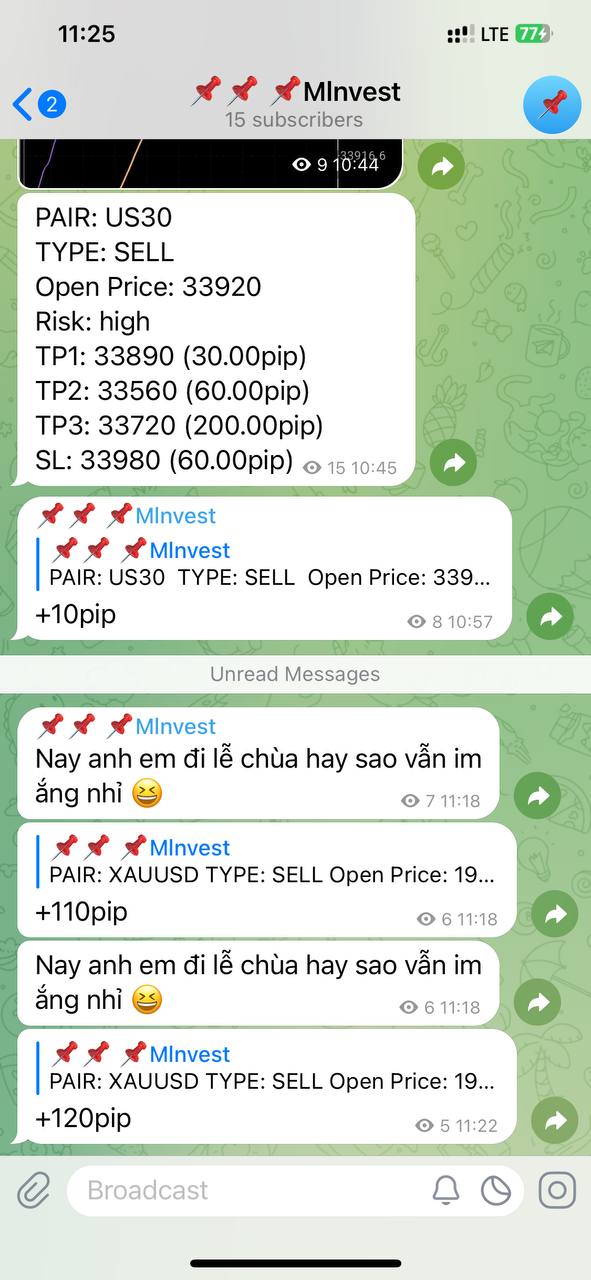 11:25
LTE 77
2
📌 📌 📌MInvest
15 subscribers
33916.6
9 10:44
PAIR: US30
TYPE: SELL
Open Price: 33920
Risk: high
TP1: 33890 (30.00pip)
TP2: 33560 (60.00pip)
TP3: 33720 (200.00pip)
SL: 33980 (60.00pip)
15 10:45
📌 📌 📌MInvest
📌 📌 📌MInvest
PAIR: US30 TYPE: SELL Open Price: 339...
+10pip
8 10:57
Unread Messages
📌 📌 📌MInvest
Nay anh em đi lễ chùa hay sao vẫn im
ắng nhỉ 😆
7 11:18
📌 📌 📌MInvest
PAIR: XAUUSD TYPE: SELL Open Price: 19...
+110pip
6 11:18
Nay anh em đi lễ chùa hay sao vẫn im
ắng nhỉ 😆
6 11:18
📌 📌 📌MInvest
PAIR: XAUUSD TYPE: SELL Open Price: 19...
+120pip
5 11:22
Broadcast